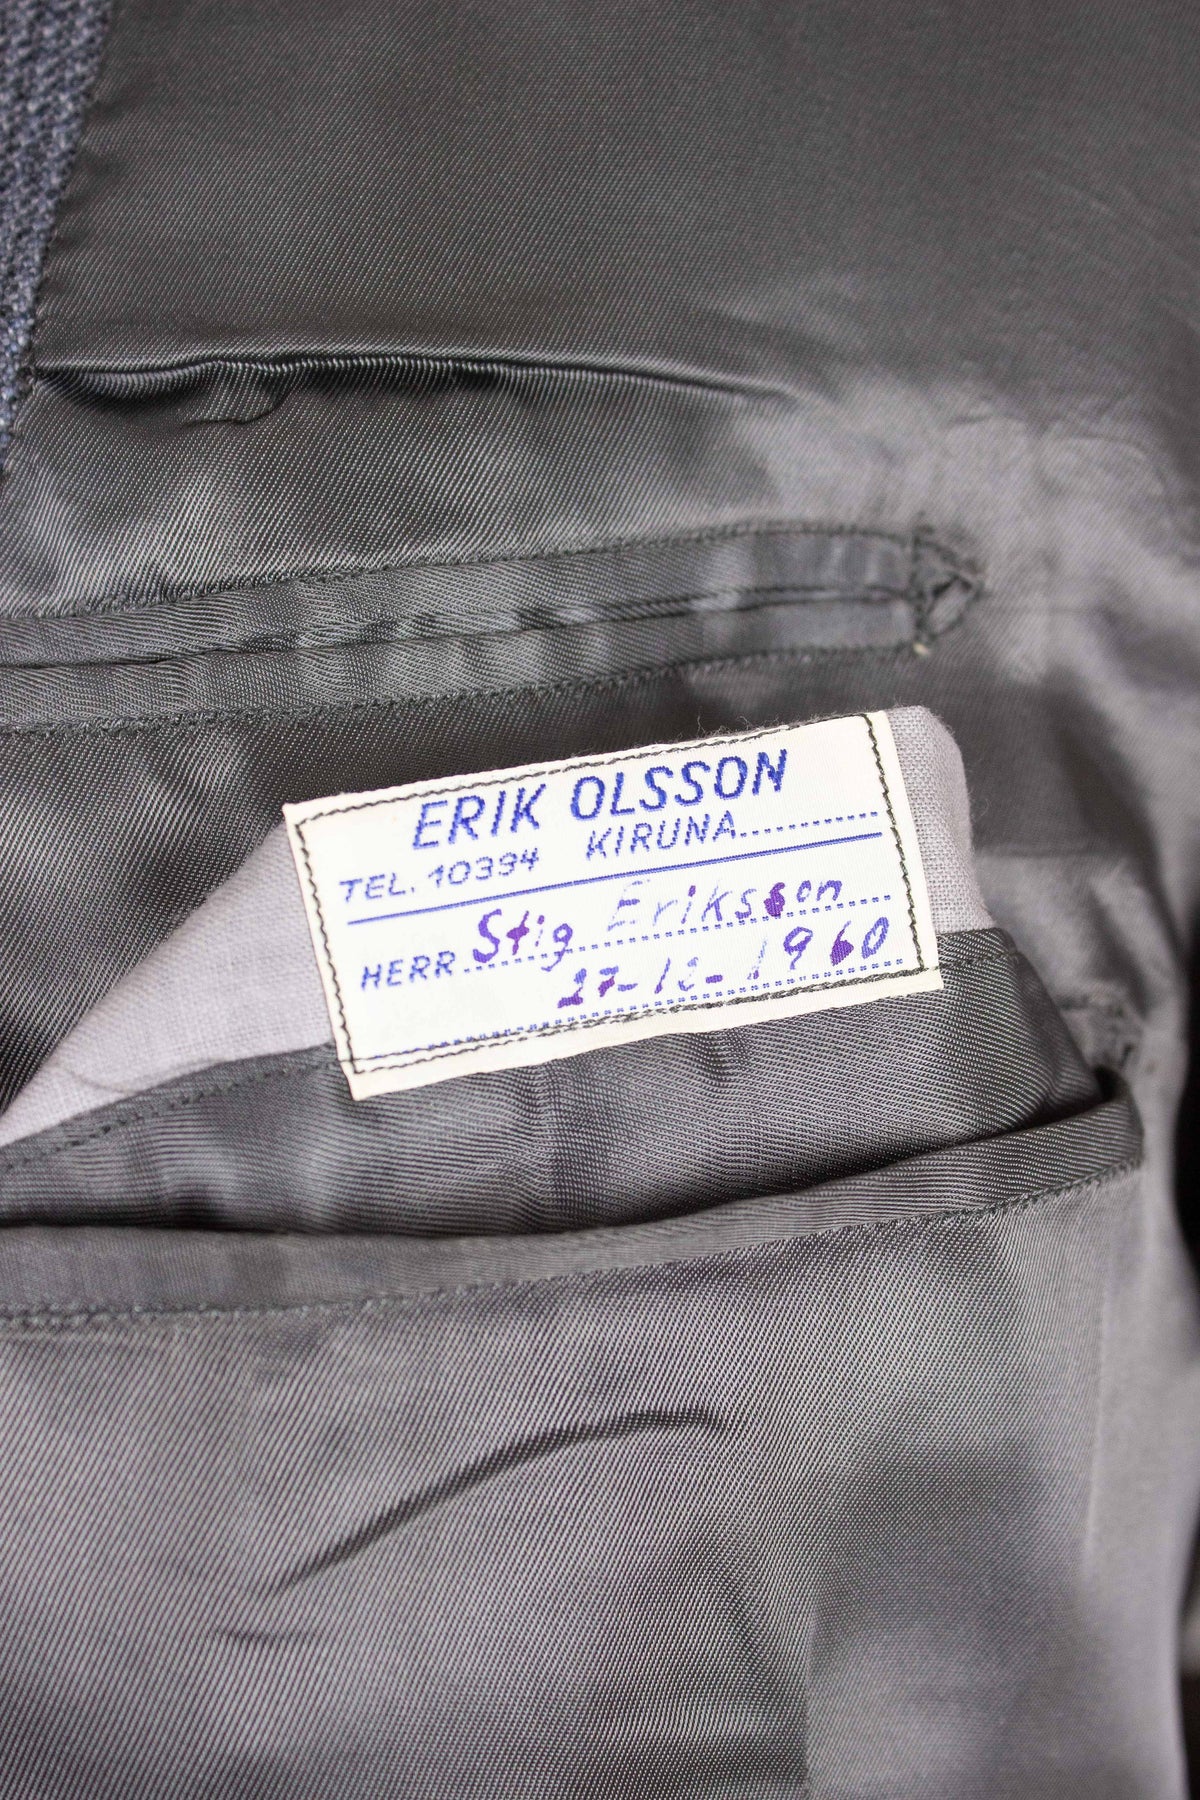 ERIK OLSSON
TEL. 10394 KIRUNA
HERR Stig Eriksson
27-12-1960